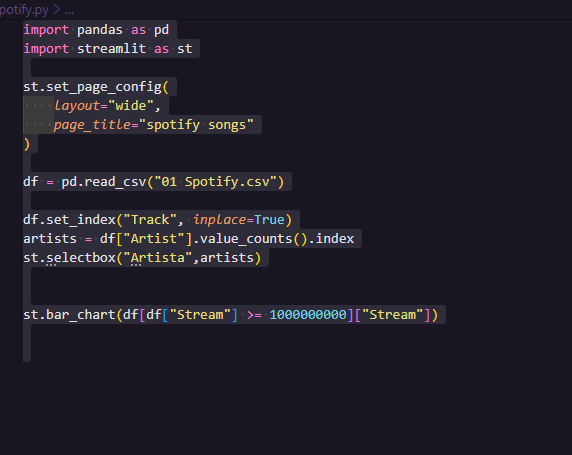 potify.py > ...
import pandas as pd
import streamlit as st
st.set_page_config(
    layout="wide",
    page_title="spotify songs"
)
df = pd.read_csv("01 Spotify.csv")
df.set_index("Track", inplace=True)
artists = df["Artist"].value_counts().index
st.selectbox("Artista",artists)
st.bar_chart(df[df["Stream"] >= 1000000000]["Stream"])